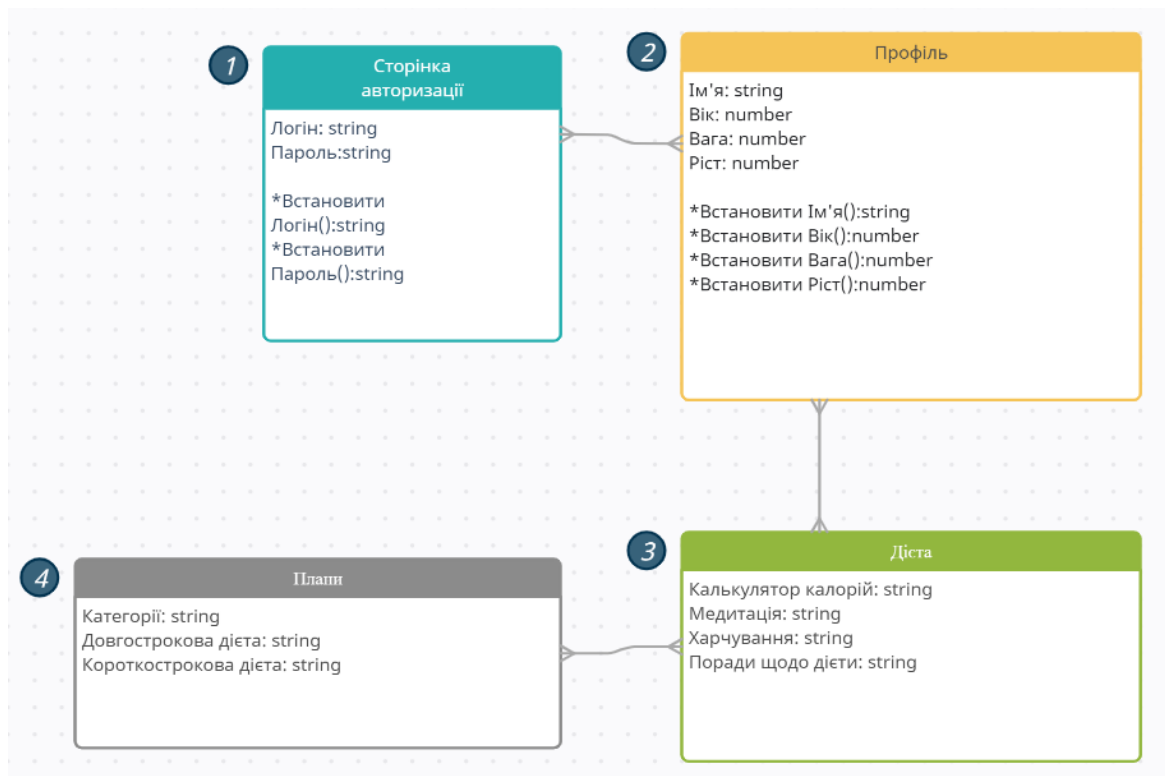 1
Сторінка
авторизації
Логін: string
Пароль:string
*Встановити
Логін():string
*Встановити
Пароль():string
2
Профіль
Ім'я: string
Вік: number
Вага: number
Ріст: number
*Встановити Ім'я():string
*Встановити Вік():number
*Встановити Вага():number
*Встановити Ріст():number
3
Дієта
Калькулятор калорій: string
Медитація: string
Харчування: string
Поради щодо дієти: string
4
Плани
Категорії: string
Довгострокова дієта: string
Короткострокова дієта: string